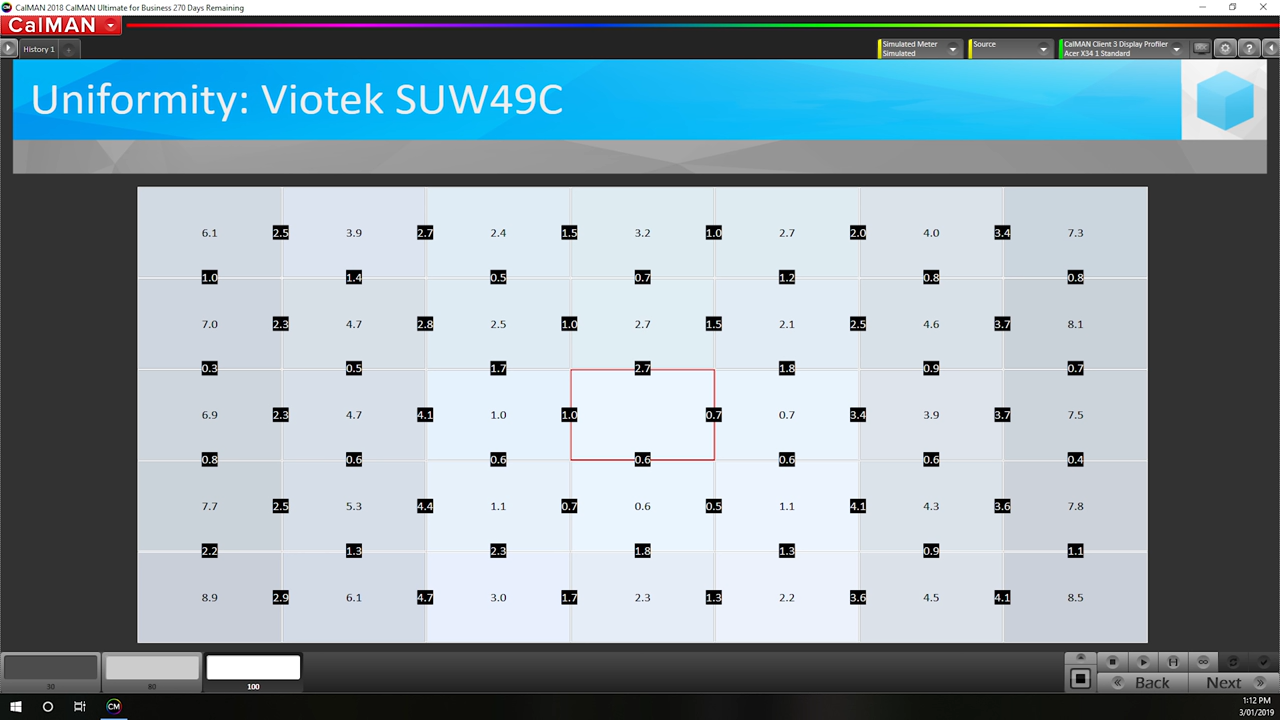 CalMAN 2018 CalMAN Ultimate for Business 270 Days Remaining
CalMAN
History 1
Simulated Meter
Simulated
Source
CalMAN Client 3 Display Profiler
Acer X34 1 Standard
Uniformity: Viotek SUW49C
6.1 2.5 3.9 2.7 2.4 1.5 3.2 1.0 2.7 2.0 4.0 3.4 7.3
1.0 1.4 0.5 0.7 1.2 0.8 0.8
7.0 2.3 4.7 2.8 2.5 1.0 2.7 1.5 2.1 2.5 4.6 3.7 8.1
0.3 0.5 1.7 2.7 1.8 0.9 0.7
6.9 2.3 4.7 4.1 1.0 1.0 0.7 0.7 3.4 3.9 3.7 7.5
0.8 0.6 0.6 0.6 0.6 0.6 0.4
7.7 2.5 5.3 4.4 1.1 0.7 0.6 0.5 1.1 4.1 4.3 3.6 7.8
2.2 1.3 2.3 1.8 1.3 0.9 1.1
8.9 2.9 6.1 4.7 3.0 1.7 2.3 1.3 2.2 3.6 4.5 4.1 8.5
30 80 100
Back Next
CM
1:12 PM
3/01/2019